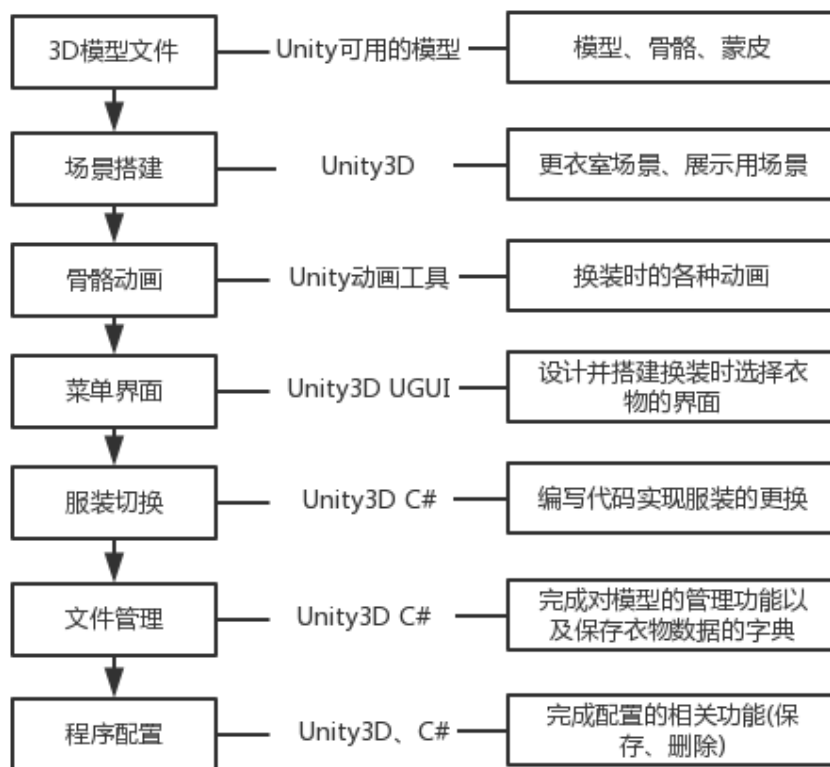 3D模型文件
Unity可用的模型
模型、骨骼、蒙皮
场景搭建
Unity3D
更衣室场景、展示用场景
骨骼动画
Unity动画工具
换装时的各种动画
菜单界面
Unity3D UGUI
设计并搭建换装时选择衣
物的界面
服装切换
Unity3D C#
编写代码实现服装的更换
文件管理
Unity3D C#
完成对模型的管理功能以
及保存衣物数据的字典
程序配置
Unity3D、C#
完成配置的相关功能(保
存、删除)